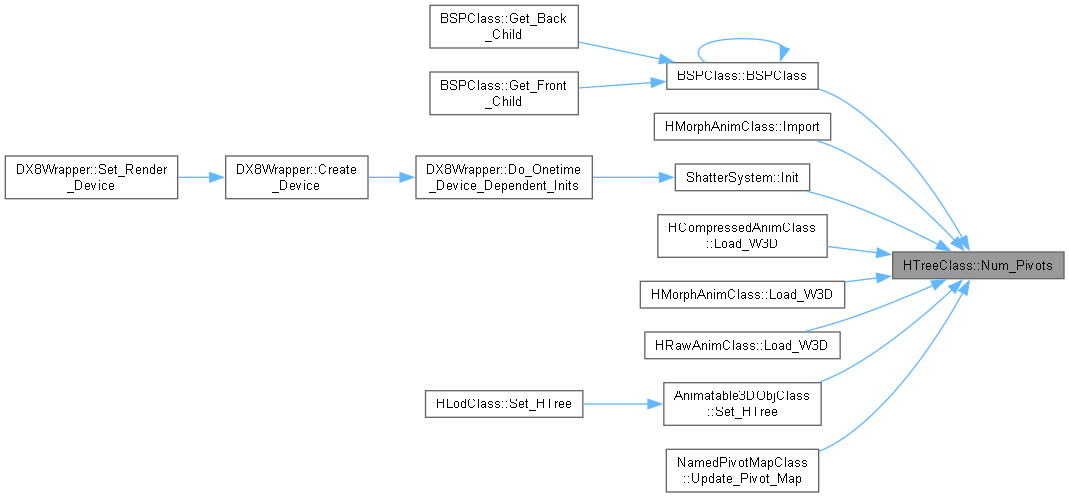 BSPClass::Get_Back
_Child
BSPClass::Get_Front
_Child
BSPClass::BSPClass
HMorphAnimClass::Import
DX8Wrapper::Set_Render
_Device
DX8Wrapper::Create
_Device
DX8Wrapper::Do_Onetime
_Device_Dependent_Inits
ShatterSystem::Init
HCompressedAnimClass
::Load_W3D
HTreeClass::Num_Pivots
HMorphAnimClass::Load_W3D
HRawAnimClass::Load_W3D
HLodClass::Set_HTree
Animatable3DObjClass
::Set_HTree
NamedPivotMapClass
::Update_Pivot_Map